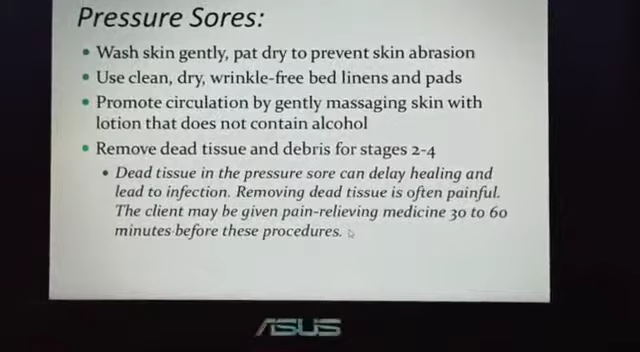 Pressure Sores:
• Wash skin gently, pat dry to prevent skin abrasion
• Use clean, dry, wrinkle-free bed linens and pads
• Promote circulation by gently massaging skin with
lotion that does not contain alcohol
• Remove dead tissue and debris for stages 2-4
• Dead tissue in the pressure sore can delay healing and
lead to infection. Removing dead tissue is often painful.
The client may be given pain-relieving medicine 30 to 60
minutes before these procedures.
ASUS